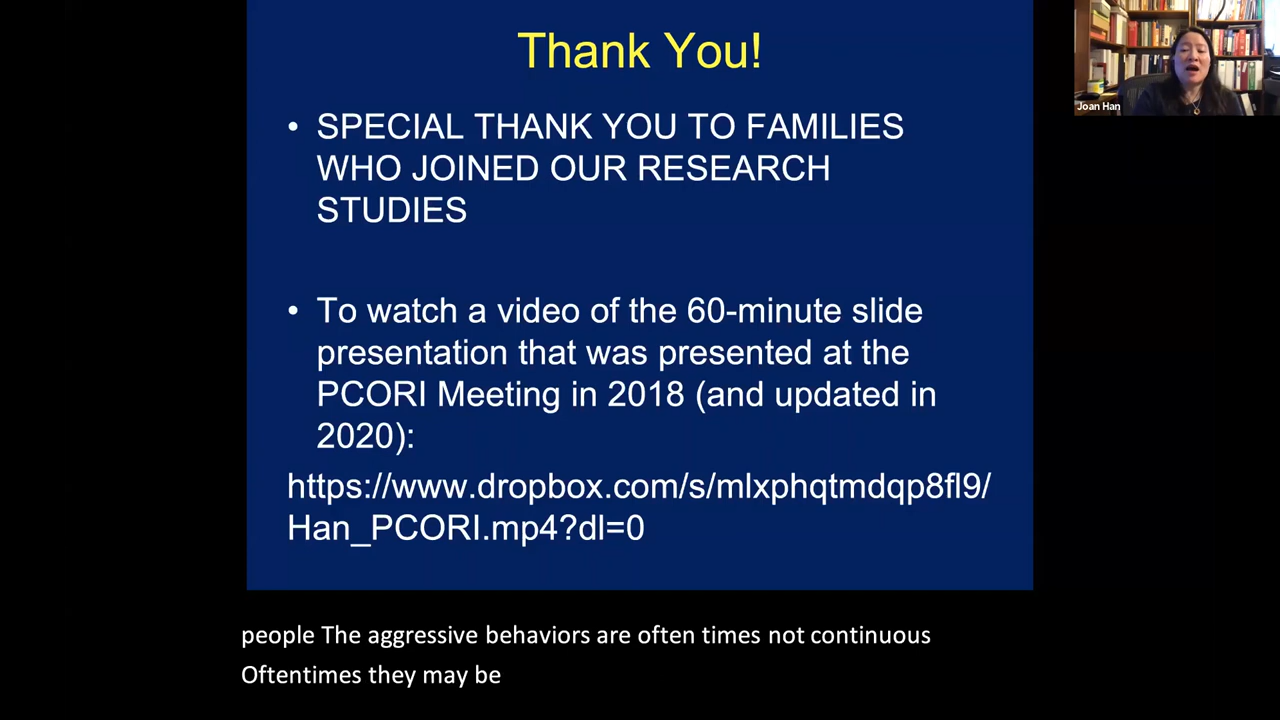 Thank You!
• SPECIAL THANK YOU TO FAMILIES
WHO JOINED OUR RESEARCH
STUDIES
• To watch a video of the 60-minute slide
presentation that was presented at the
PCORI Meeting in 2018 (and updated in
2020):
https://www.dropbox.com/s/mlxphqtmdqp8fl9/
Han_PCORI.mp4?dl=0
Joan Han
people The aggressive behaviors are often times not continuous
Oftentimes they may be